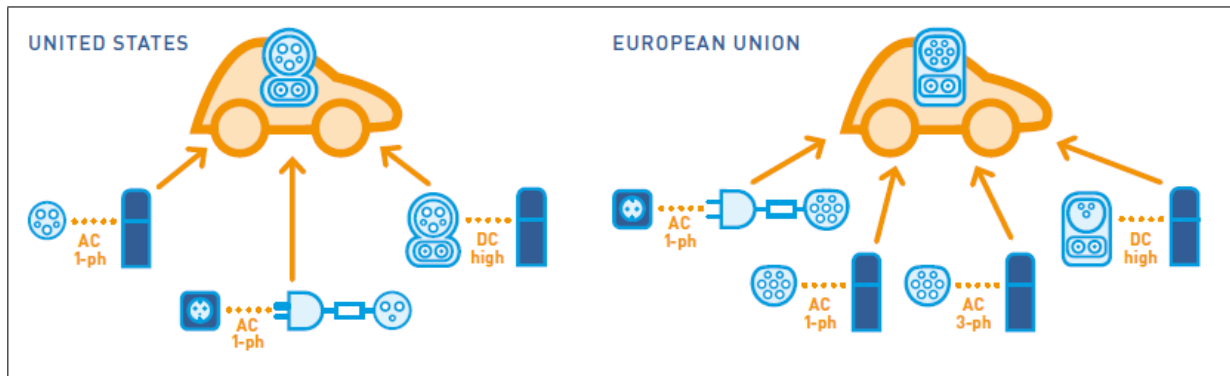 UNITED STATES
AC
1-ph
AC
1-ph
DC
high
EUROPEAN UNION
AC
1-ph
AC
1-ph
AC
3-ph
DC
high